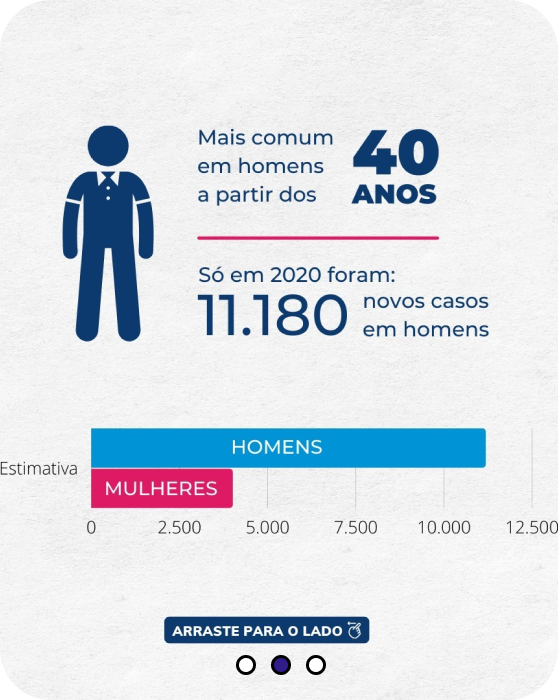 Mais comum
em homens
a partir dos
40
ANOS
Só em 2020 foram:
11.180
novos casos
em homens
HOMENS
Estimativa
MULHERES
0 2.500 5.000 7.500 10.000 12.500
ARRASTE PARA O LADO